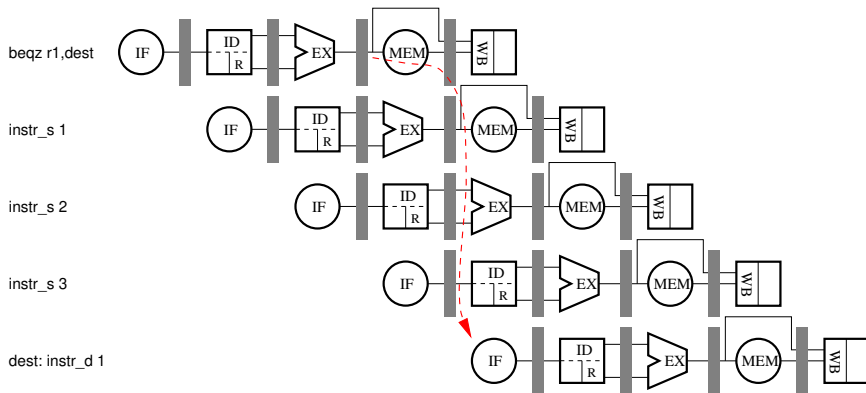 beqz r1,dest IF ID R EX MEM WB
instr_s 1 IF ID R EX MEM WB
instr_s 2 IF ID R EX MEM WB
instr_s 3 IF ID R EX MEM WB
dest: instr_d 1 IF ID R EX MEM WB